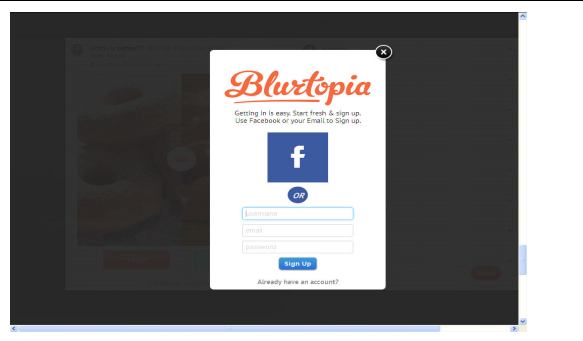 Blurtopia
Getting in is easy. Start fresh & sign up.
Use Facebook or your Email to Sign up.
f
OR
username
email
password
Sign Up
Already have an account?